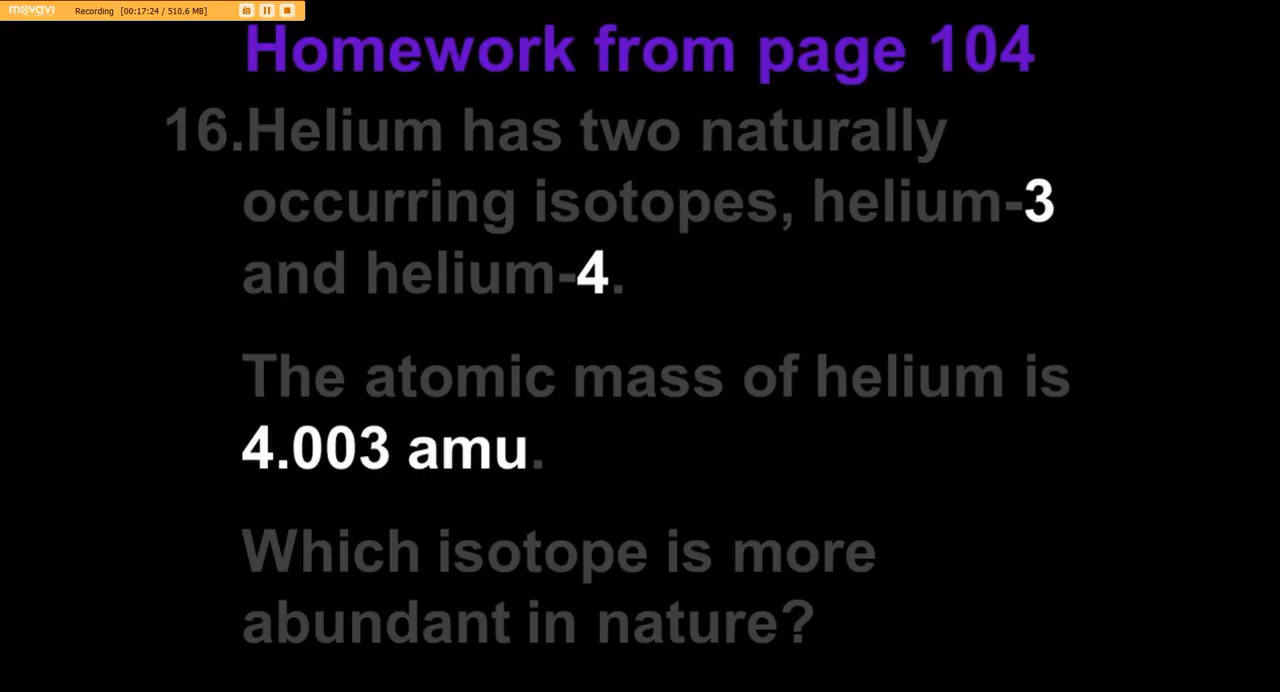 movavi Recording [00:17:24 / 510.6 MB]
Homework from page 104
16.Helium has two naturally
occurring isotopes, helium-3
and helium-4.
The atomic mass of helium is
4.003 amu.
Which isotope is more
abundant in nature?